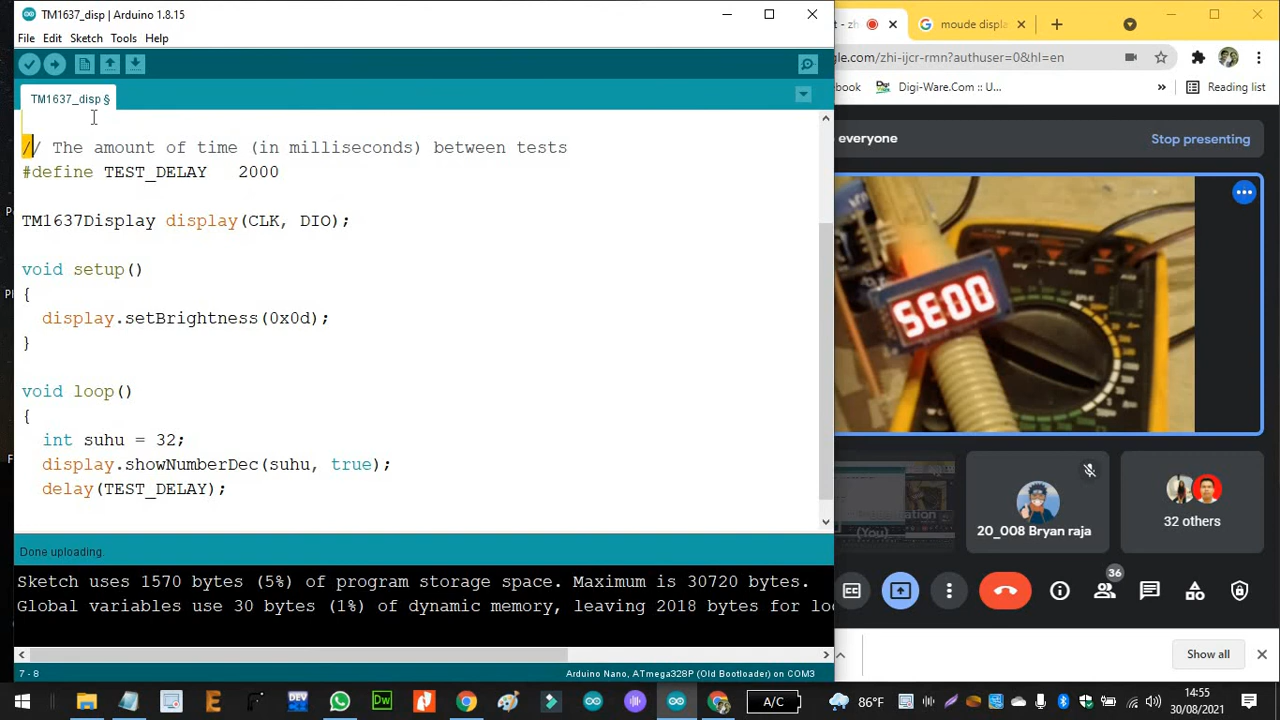 TM1637_disp | Arduino 1.8.15
File Edit Sketch Tools Help
TM1637_disp §
// The amount of time (in milliseconds) between tests
#define TEST_DELAY 2000
TM1637Display display(CLK, DIO);
void setup()
{
display.setBrightness(0x0d);
}
void loop()
{
int suhu = 32;
display.showNumberDec(suhu, true);
delay(TEST_DELAY);
Done uploading.
Sketch uses 1570 bytes (5%) of program storage space. Maximum is 30720 bytes.
Global variables use 30 bytes (1%) of dynamic memory, leaving 2018 bytes for lo
7 - 8
Arduino Nano, ATmega328P (Old Bootloader) on COM3
t - zh
moude displ
gle.com/zhi-ijcr-rmn?authuser=0&hl=en
book
Digi-Ware.Com :: U...
Reading list
everyone
Stop presenting
(You)
20_008 Bryan raja
32 others
36
Show all
A/C
86°F
14:55
30/08/2021